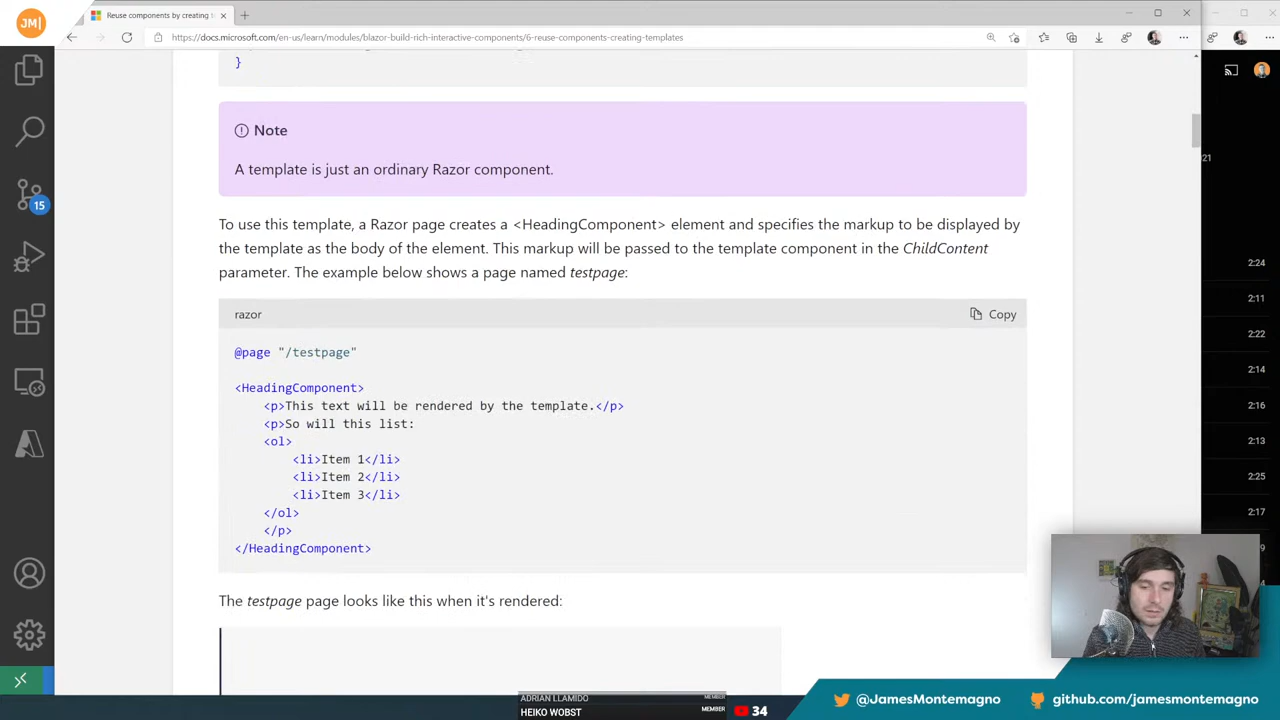 JM|
Reuse components by creating t
https://docs.microsoft.com/en-us/learn/modules/blazor-build-rich-interactive-components/6-reuse-components-creating-templates
}
Note
A template is just an ordinary Razor component.
To use this template, a Razor page creates a <HeadingComponent> element and specifies the markup to be displayed by
the template as the body of the element. This markup will be passed to the template component in the ChildContent
parameter. The example below shows a page named testpage:
razor
Copy
@page "/testpage"
<HeadingComponent>
<p>This text will be rendered by the template.</p>
<p>So will this list:
<ol>
<li>Item 1</li>
<li>Item 2</li>
<li>Item 3</li>
</ol>
</p>
</HeadingComponent>
The testpage page looks like this when it's rendered:
15
21
2:24
2:11
2:22
2:14
2:16
2:13
2:25
2:17
ADRIAN LLAMIDO
MEMBER
HEIKO WOBST
MEMBER
34
@JamesMontemagno
github.com/jamesmontemagno